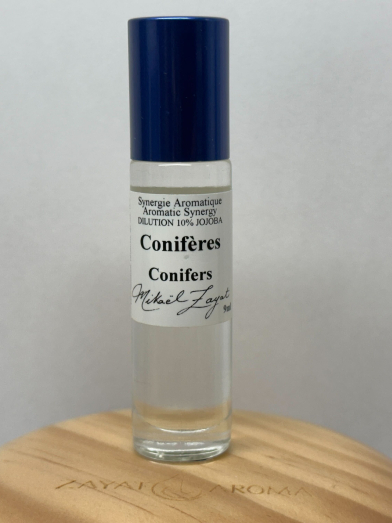 Synergie Aromatique
Aromatic Synergy
DILUTION 10% JOJOBA
Conifères
Conifers
Mikaël Zayat
9ml
ZAYAT AROMA